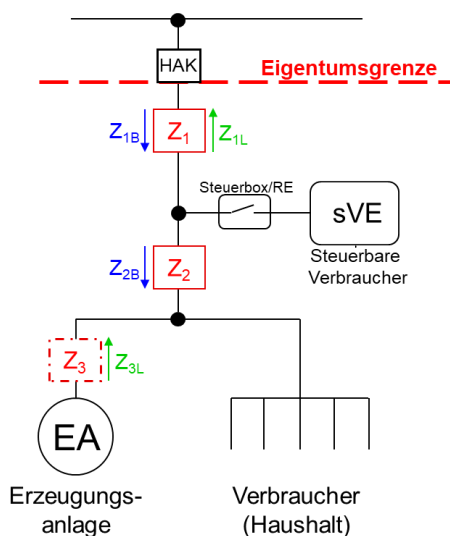 HAK
Eigentumsgrenze
Z1B
Z1
Z1L
Steuerbox/RE
sVE
Steuerbare
Verbraucher
Z2B
Z2
Z3
Z3L
EA
Erzeugungs-
anlage
Verbraucher
(Haushalt)